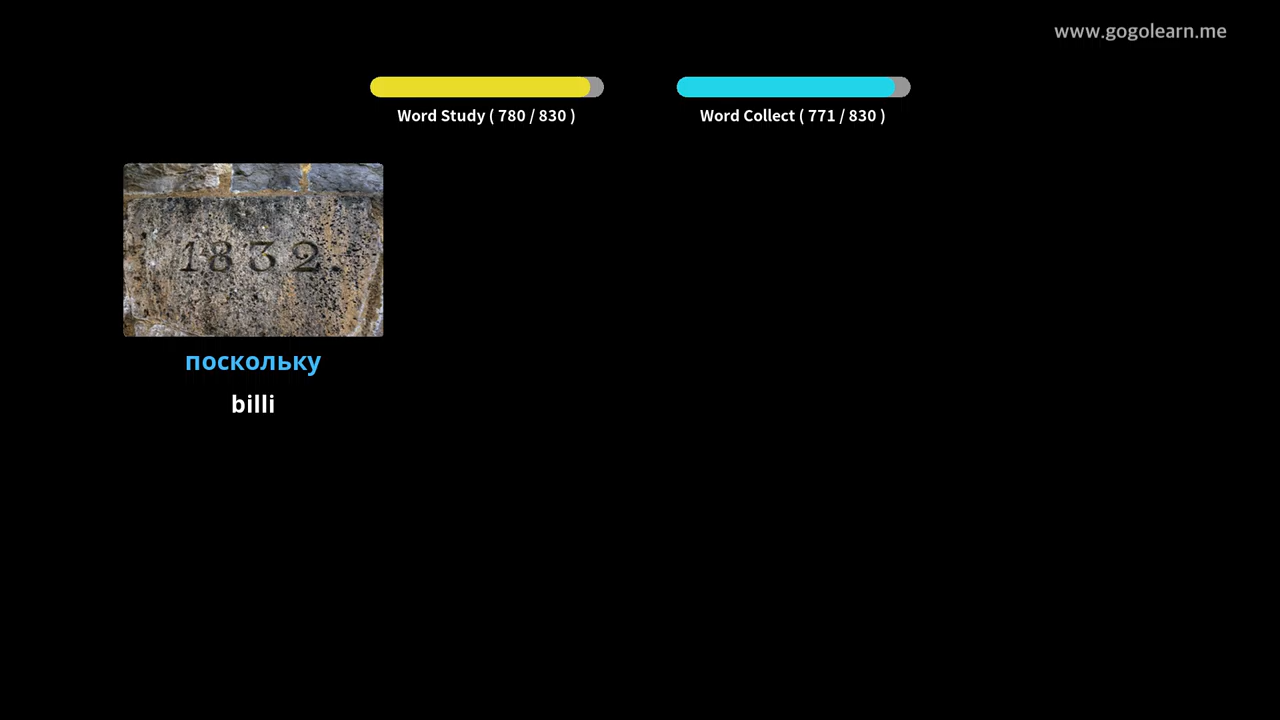 www.gogolearn.me
Word Study ( 780 / 830 )
Word Collect ( 771 / 830 )
1832.
поскольку
billi